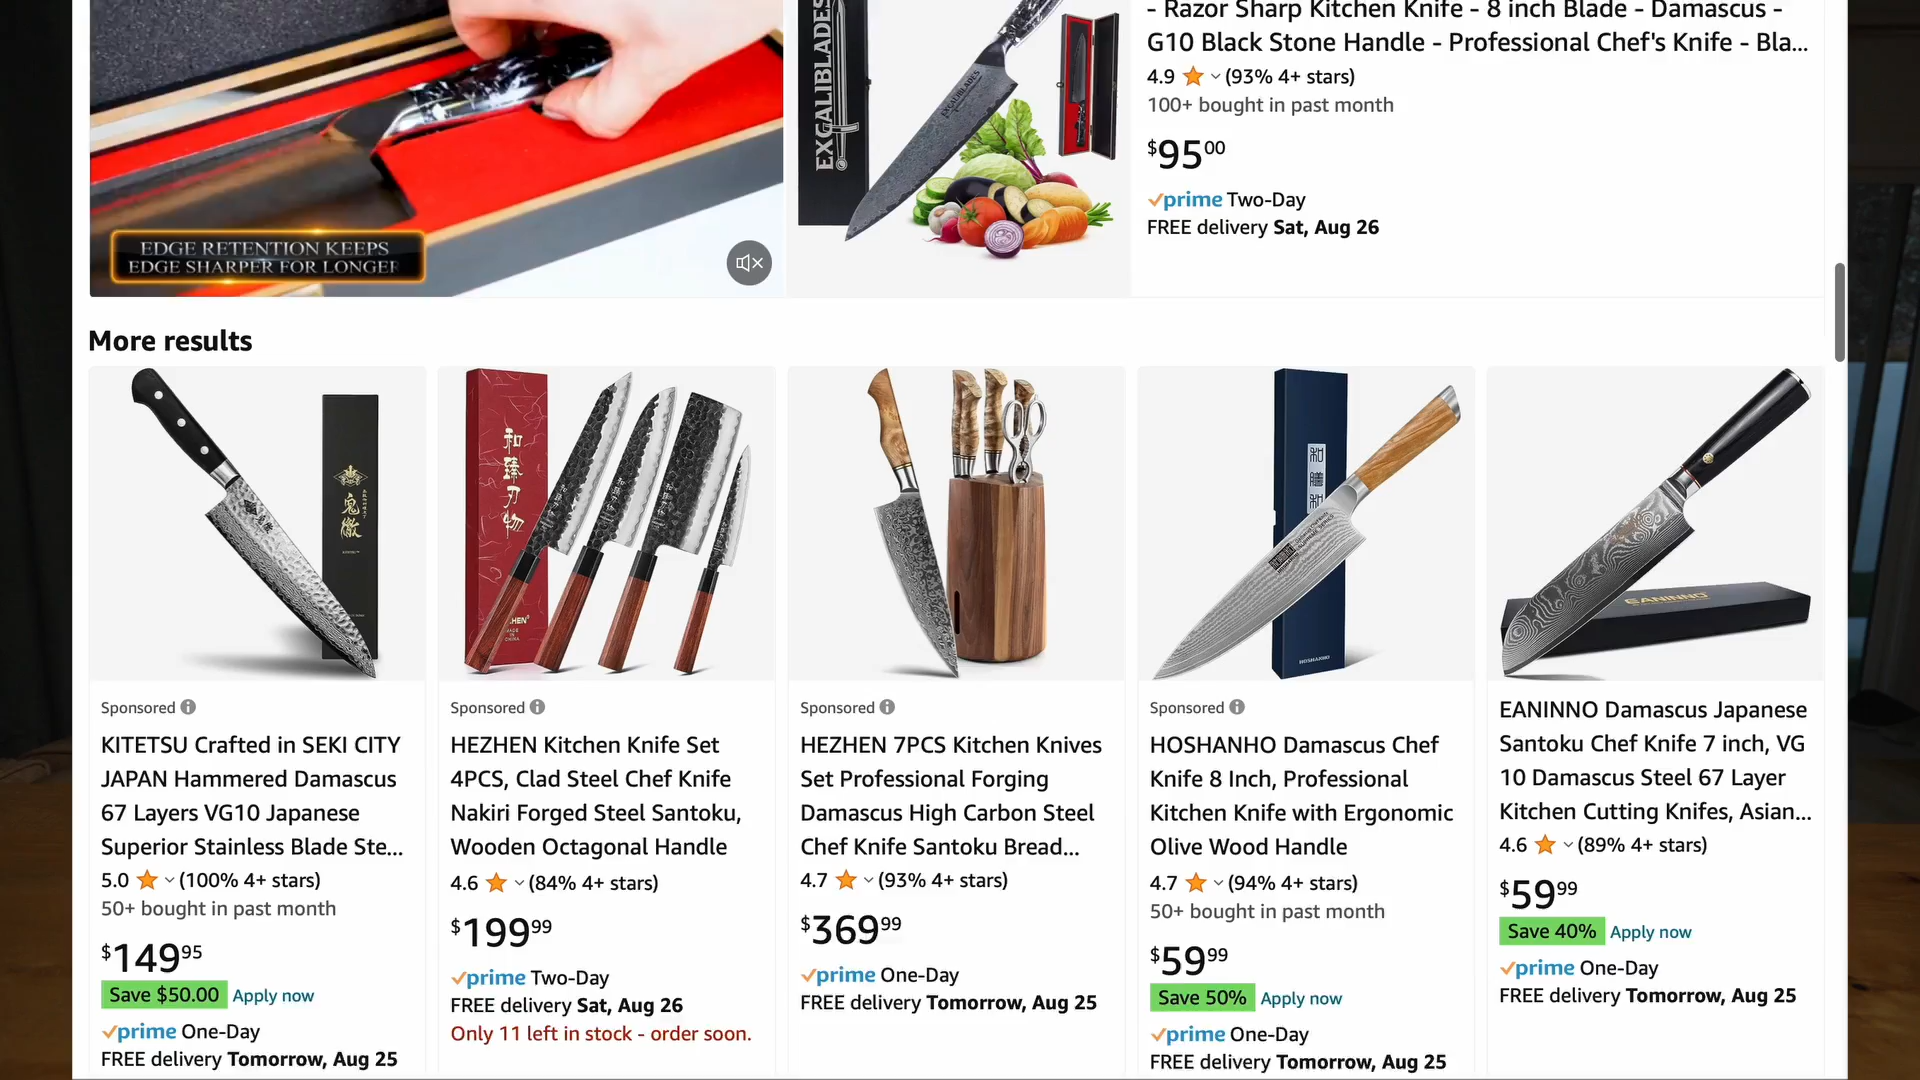 - Razor Sharp Kitchen Knife - 8 inch Blade - Damascus -
G10 Black Stone Handle - Professional Chef's Knife - Bla...
4.9 (93% 4+ stars)
100+ bought in past month
$95.00
prime Two-Day
FREE delivery Sat, Aug 26
EDGE RETENTION KEEPS
EDGE SHARPER FOR LONGER
EXCALIBLADES
EXCALIBLADES
More results
鬼徹
和臻刃物
MADE
IN
CHINA
HOSHANHO
EANINNO
Sponsored
KITETSU Crafted in SEKI CITY
JAPAN Hammered Damascus
67 Layers VG10 Japanese
Superior Stainless Blade Ste...
5.0 (100% 4+ stars)
50+ bought in past month
$149.95
Save $50.00 Apply now
prime One-Day
FREE delivery Tomorrow, Aug 25
Sponsored
HEZHEN Kitchen Knife Set
4PCS, Clad Steel Chef Knife
Nakiri Forged Steel Santoku,
Wooden Octagonal Handle
4.6 (84% 4+ stars)
$199.99
prime Two-Day
FREE delivery Sat, Aug 26
Only 11 left in stock - order soon.
Sponsored
HEZHEN 7PCS Kitchen Knives
Set Professional Forging
Damascus High Carbon Steel
Chef Knife Santoku Bread...
4.7 (93% 4+ stars)
$369.99
prime One-Day
FREE delivery Tomorrow, Aug 25
Sponsored
HOSHANHO Damascus Chef
Knife 8 Inch, Professional
Kitchen Knife with Ergonomic
Olive Wood Handle
4.7 (94% 4+ stars)
50+ bought in past month
$59.99
Save 50% Apply now
prime One-Day
FREE delivery Tomorrow, Aug 25
EANINNO Damascus Japanese
Santoku Chef Knife 7 inch, VG
10 Damascus Steel 67 Layer
Kitchen Cutting Knifes, Asian...
4.6 (89% 4+ stars)
$59.99
Save 40% Apply now
prime One-Day
FREE delivery Tomorrow, Aug 25